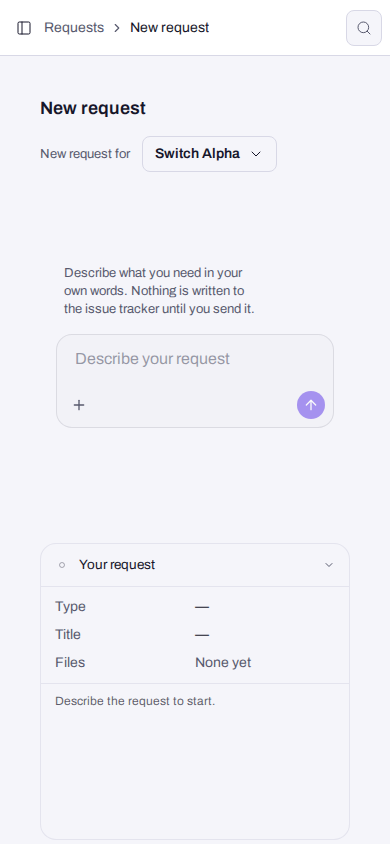 Requests > New request
New request
New request for Switch Alpha
Describe what you need in your
own words. Nothing is written to
the issue tracker until you send it.
Describe your request
Your request
Type —
Title —
Files None yet
Describe the request to start.